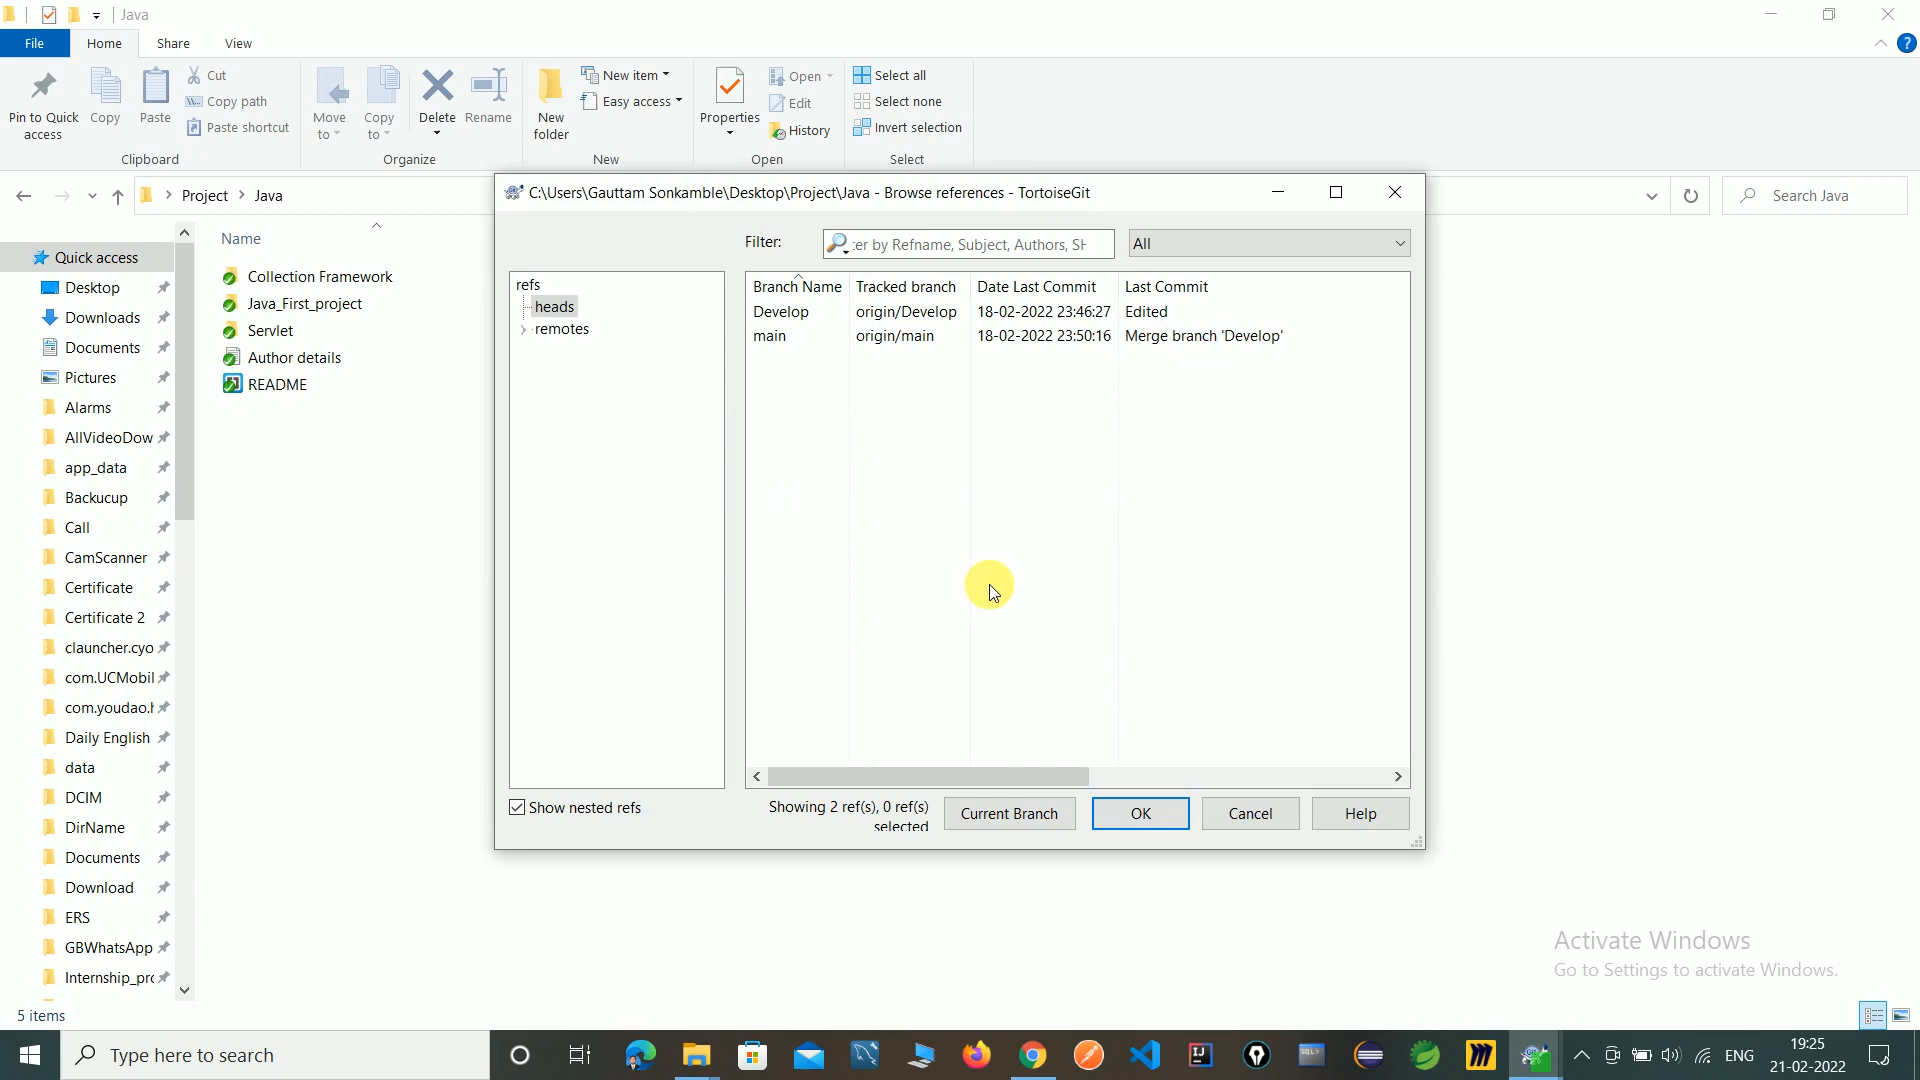 Java
File
Home
Share
View
Pin to Quick
access
Copy
Paste
Cut
Copy path
Paste shortcut
Clipboard
Move
to
Copy
to
Delete
Rename
Organize
New
folder
New item
Easy access
New
Properties
Open
Edit
History
Open
Select all
Select none
Invert selection
Select
Project
Java
Search Java
Quick access
Desktop
Downloads
Documents
Pictures
Alarms
AllVideoDow
app_data
Backucup
Call
CamScanner
Certificate
Certificate 2
clauncher.cyo
com.UCMobil
com.youdao.h
Daily English
data
DCIM
DirName
Documents
Download
ERS
GBWhatsApp
Internship_prc
Name
Collection Framework
Java_First_project
Servlet
Author details
README
C:\Users\Gauttam Sonkamble\Desktop\Project\Java - Browse references - TortoiseGit
Filter:
er by Refname, Subject, Authors, SH
All
refs
heads
remotes
Branch Name Tracked branch Date Last Commit Last Commit
Develop origin/Develop 18-02-2022 23:46:27 Edited
main origin/main 18-02-2022 23:50:16 Merge branch 'Develop'
Show nested refs
Showing 2 ref(s), 0 ref(s)
selected
Current Branch
OK
Cancel
Help
Activate Windows
Go to Settings to activate Windows.
5 items
Type here to search
ENG
19:25
21-02-2022